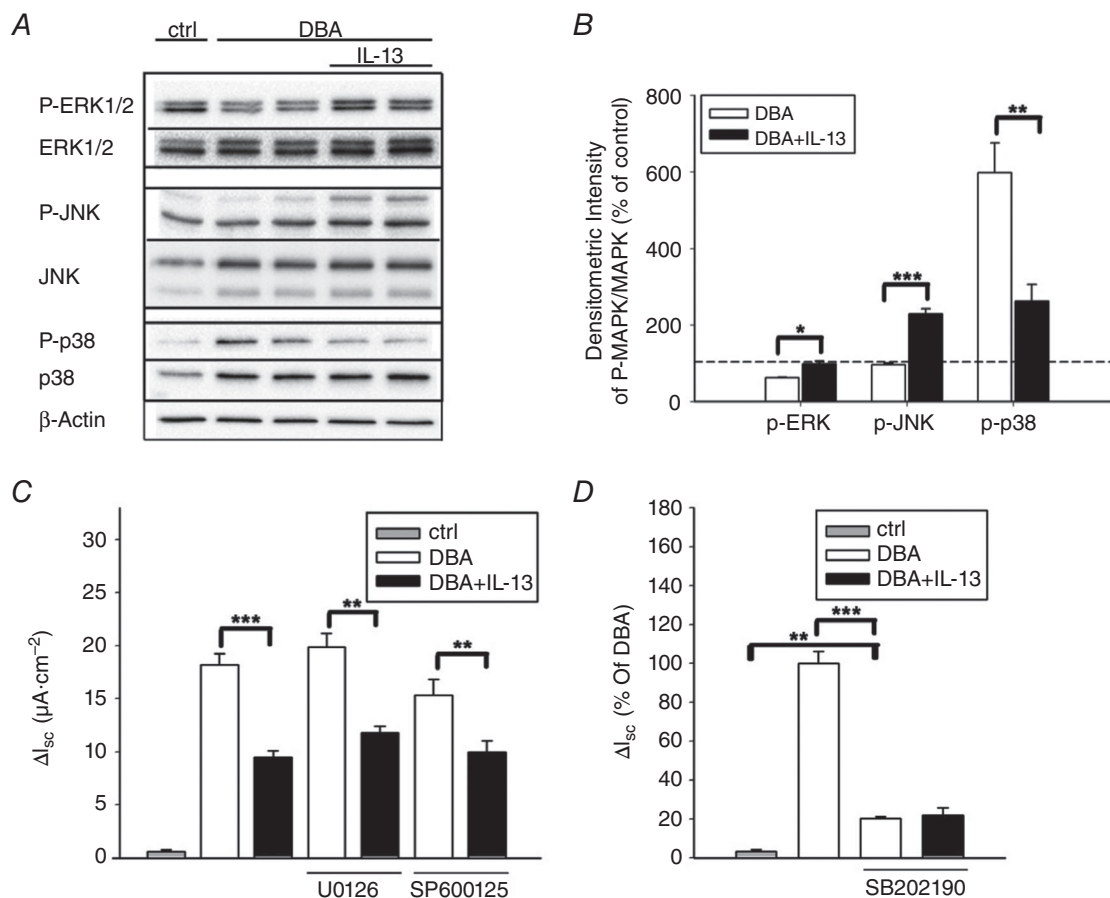 A
ctrl DBA
IL-13
P-ERK1/2
ERK1/2
P-JNK
JNK
P-p38
p38
β-Actin
B
Densitometric Intensity
of P-MAPK/MAPK (% of control)
800
600
400
200
0
DBA
DBA+IL-13
*
***
**
p-ERK p-JNK p-p38
C
ΔIsc (µA·cm−2)
30
25
20
15
10
5
0
ctrl
DBA
DBA+IL-13
***
**
**
U0126 SP600125
D
ΔIsc (% Of DBA)
180
160
140
120
100
80
60
40
20
0
ctrl
DBA
DBA+IL-13
***
**
SB202190